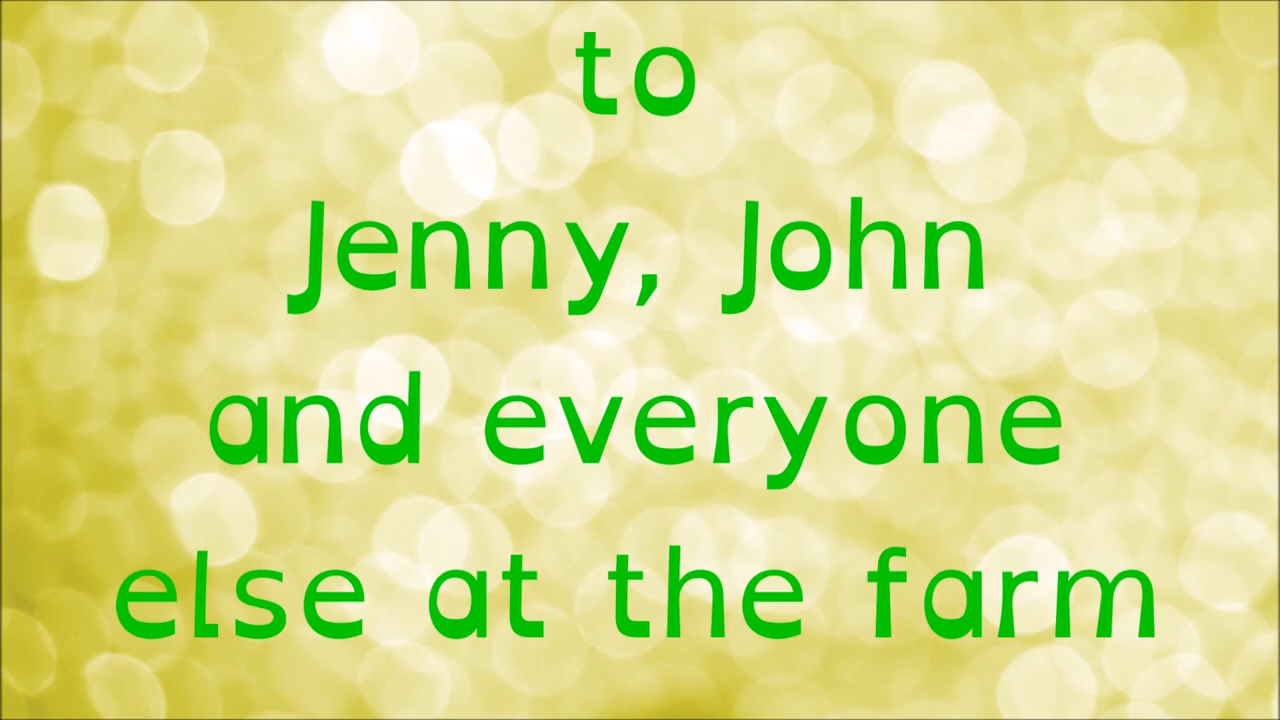 to
Jenny, John
and everyone
else at the farm